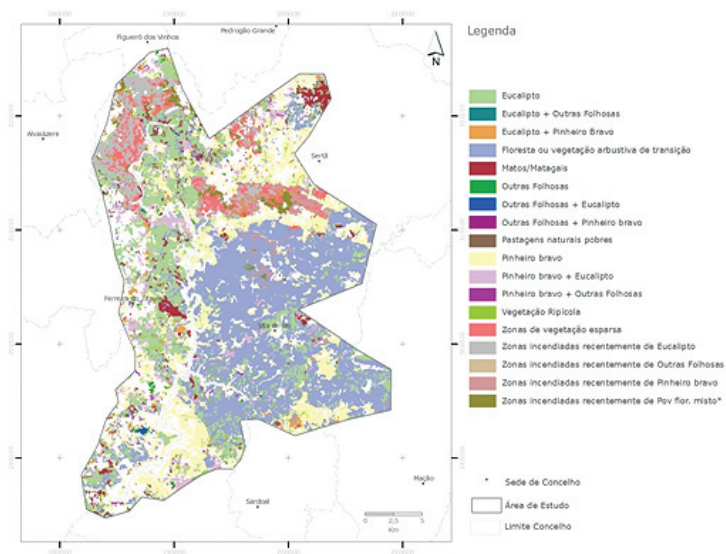 Pedrogão Grande
Figueiró dos Vinhos
N
Alvaiázere
Sertã
Mação
Sardoal
0 2,5 5
Km
Legenda
Eucalipto
Eucalipto + Outras Folhosas
Eucalipto + Pinheiro Bravo
Floresta ou vegetação arbustiva de transição
Matos/Matagais
Outras Folhosas
Outras Folhosas + Eucalipto
Outras Folhosas + Pinheiro bravo
Pastagens naturais pobres
Pinheiro bravo
Pinheiro bravo + Eucalipto
Pinheiro bravo + Outras Folhosas
Vegetação Ripícola
Zonas de vegetação esparsa
Zonas incendiadas recentemente de Eucalipto
Zonas incendiadas recentemente de Outras Folhosas
Zonas incendiadas recentemente de Pinheiro bravo
Zonas incendiadas recentemente de Pov flor. misto*
Sede de Concelho
Área de Estudo
Limite Concelho